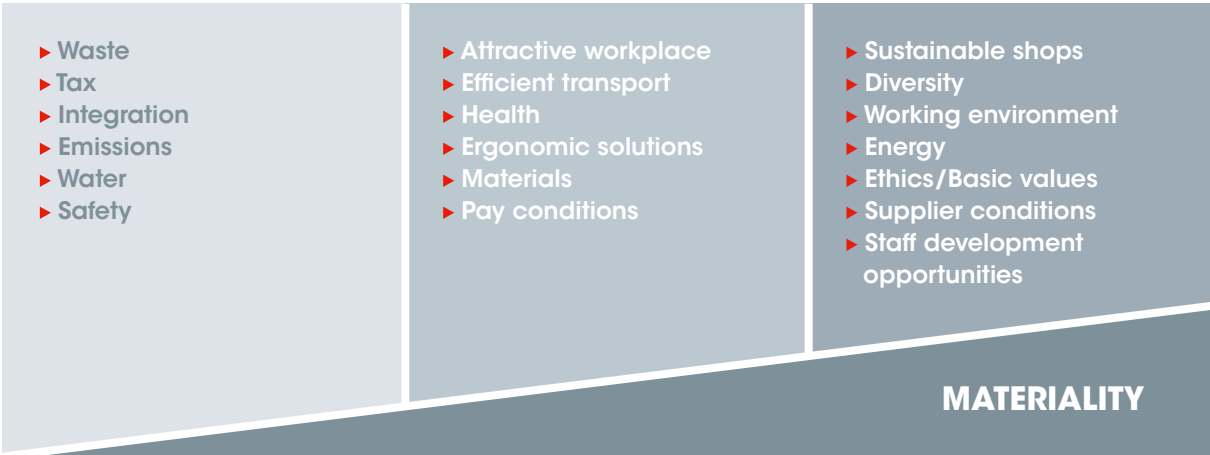 ▸ Waste
▸ Tax
▸ Integration
▸ Emissions
▸ Water
▸ Safety
▸ Attractive workplace
▸ Efficient transport
▸ Health
▸ Ergonomic solutions
▸ Materials
▸ Pay conditions
▸ Sustainable shops
▸ Diversity
▸ Working environment
▸ Energy
▸ Ethics/Basic values
▸ Supplier conditions
▸ Staff development
opportunities
MATERIALITY